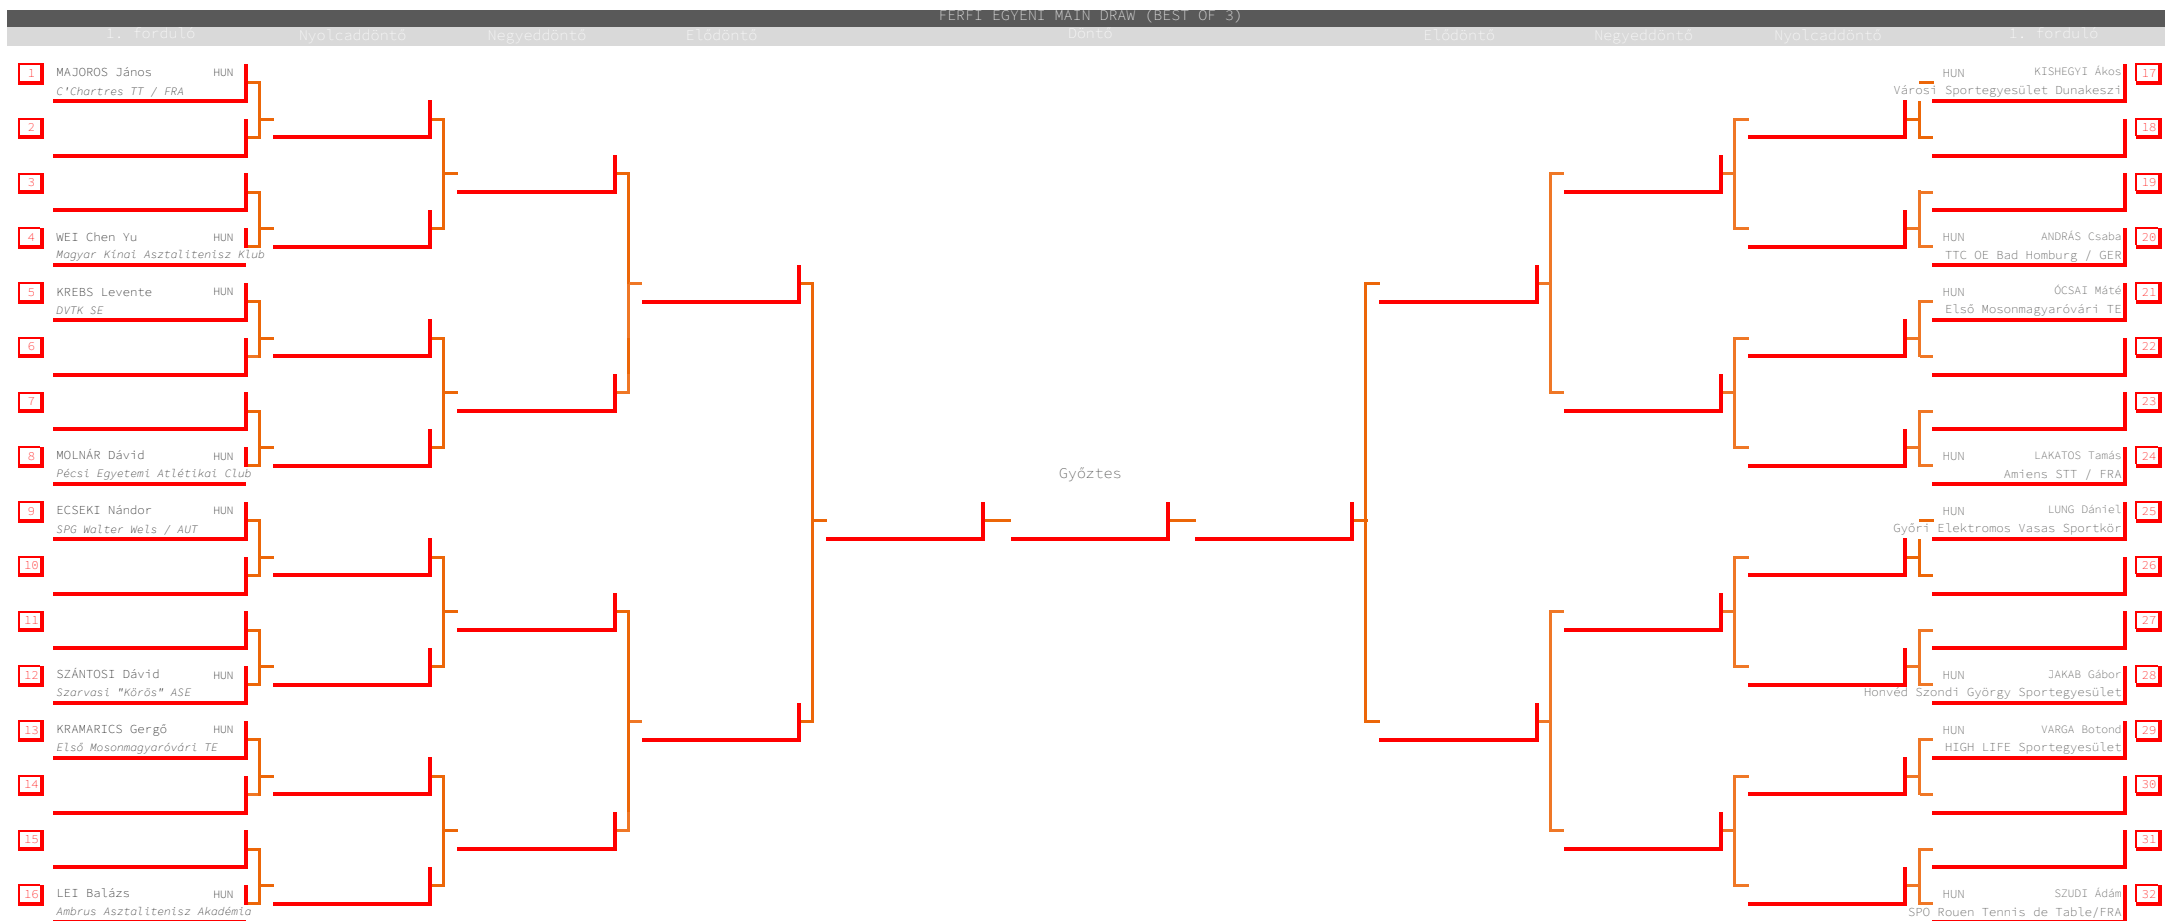 FÉRFI EGYÉNI MAIN DRAW (BEST OF 3)
1. forduló Nyolcaddöntő Negyeddöntő Elődöntő Döntő Elődöntő Negyeddöntő Nyolcaddöntő 1. forduló
1 MAJOROS János HUN
C'Chartres TT / FRA
2
3
4 WEI Chen Yu HUN
Magyar Kínai Asztalitenisz Klub
5 KREBS Levente HUN
DVTK SE
6
7
8 MOLNÁR Dávid HUN
Pécsi Egyetemi Atlétikai Club
9 ECSEKI Nándor HUN
SPG Walter Wels / AUT
10
11
12 SZÁNTOSI Dávid HUN
Szarvasi "Körös" ASE
13 KRAMARICS Gergő HUN
Első Mosonmagyaróvári TE
14
15
16 LEI Balázs HUN
Ambrus Asztalitenisz Akadémia
Győztes
HUN KISHEGYI Ákos 17
Városi Sportegyesület Dunakeszi
18
19
HUN ANDRÁS Csaba 20
TTC OE Bad Homburg / GER
HUN ÓCSAI Máté 21
Első Mosonmagyaróvári TE
22
23
HUN LAKATOS Tamás 24
Amiens STT / FRA
HUN LUNG Dániel 25
Győri Elektromos Vasas Sportkör
26
27
HUN JAKAB Gábor 28
Honvéd Szondi György Sportegyesület
HUN VARGA Botond 29
HIGH LIFE Sportegyesület
30
31
HUN SZUDI Ádám 32
SPO Rouen Tennis de Table/FRA